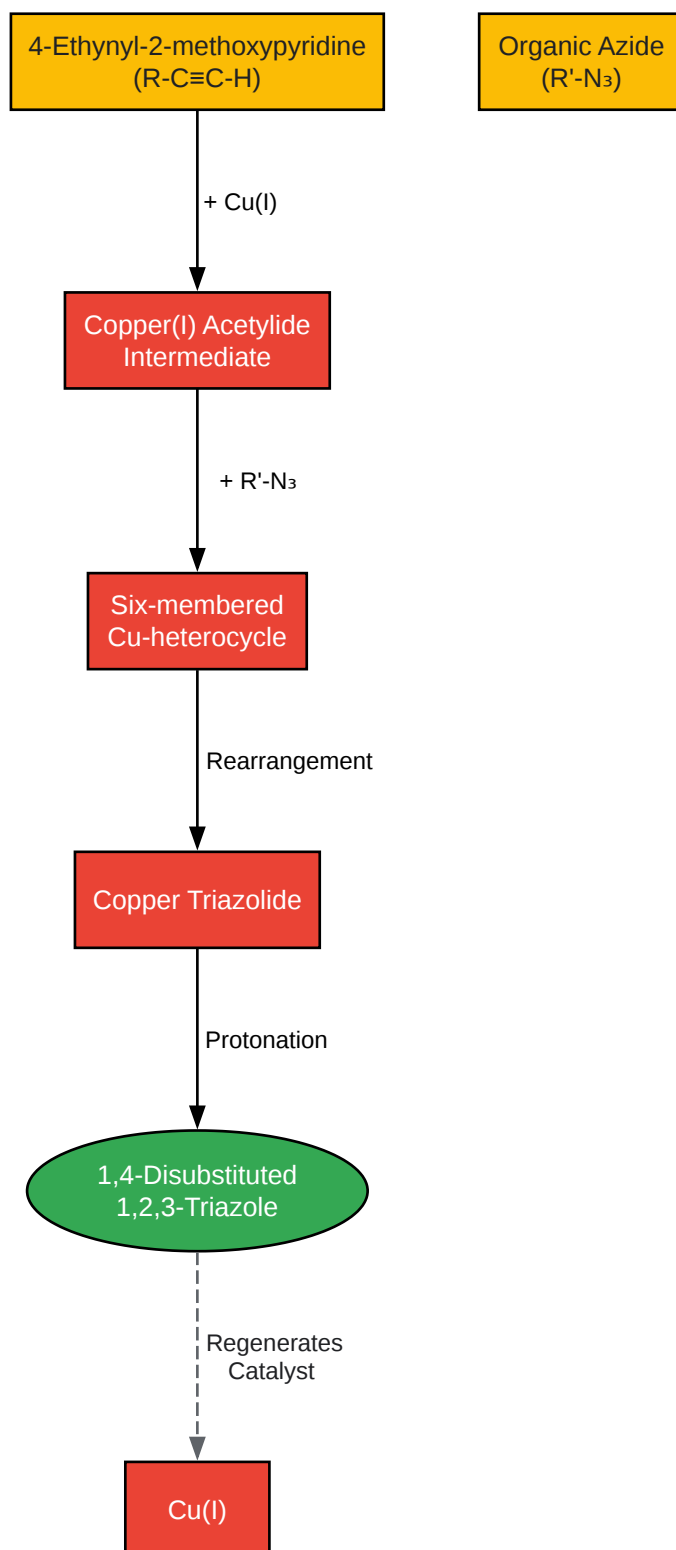 4-Ethynyl-2-methoxypyridine
(R-C≡C-H)
Organic Azide
(R'-N₃)
+ Cu(I)
Copper(I) Acetylide
Intermediate
+ R'-N₃
Six-membered
Cu-heterocycle
Rearrangement
Copper Triazolide
Protonation
1,4-Disubstituted
1,2,3-Triazole
Regenerates
Catalyst
Cu(I)